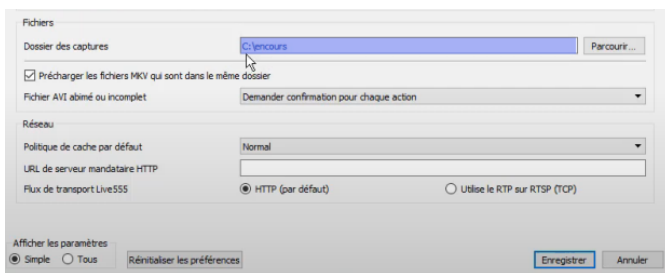 Fichiers
Dossier des captures C:\encours Parcourir...
Précharger les fichiers MKV qui sont dans le même dossier
Fichier AVI abimé ou incomplet Demander confirmation pour chaque action
Réseau
Politique de cache par défaut Normal
URL de serveur mandataire HTTP
Flux de transport Live555 HTTP (par défaut) Utilise le RTP sur RTSP (TCP)
Afficher les paramètres
Simple Tous Réinitialiser les préférences Enregistrer Annuler